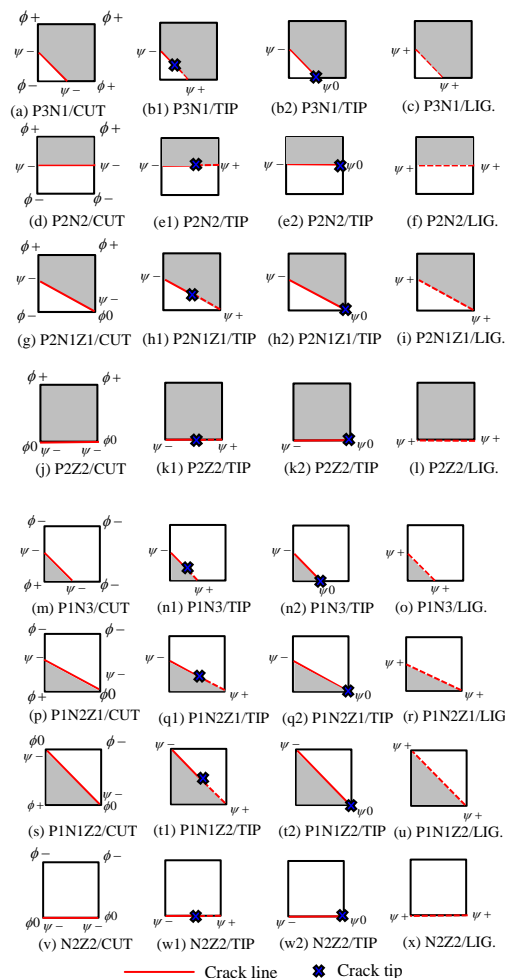 ϕ+ ϕ+
ψ− ψ− ψ− ψ+
ϕ− ψ− ϕ+ ψ+ ψ0 ψ+
(a) P3N1/CUT (b1) P3N1/TIP (b2) P3N1/TIP (c) P3N1/LIG.
ϕ+ ϕ+
ψ− ψ− ψ− ψ+ ψ− ψ0 ψ+ ψ+
ϕ− ϕ−
(d) P2N2/CUT (e1) P2N2/TIP (e2) P2N2/TIP (f) P2N2/LIG.
ϕ+ ϕ+
ψ− ψ− ψ− ψ+
ψ−
ϕ− ϕ0 ψ+ ψ0 ψ+
(g) P2N1Z1/CUT (h1) P2N1Z1/TIP (h2) P2N1Z1/TIP (i) P2N1Z1/LIG.
ϕ+ ϕ+
ϕ0 ψ− ψ− ϕ0 ψ− ψ+ ψ− ψ0 ψ+ ψ+
(j) P2Z2/CUT (k1) P2Z2/TIP (k2) P2Z2/TIP (l) P2Z2/LIG.
ϕ− ϕ−
ψ− ψ− ψ− ψ+
ϕ+ ψ− ϕ− ψ+ ψ0 ψ+
(m) P1N3/CUT (n1) P1N3/TIP (n2) P1N3/TIP (o) P1N3/LIG.
ϕ− ϕ−
ψ− ψ− ψ− ψ+
ψ−
ϕ+ ϕ0 ψ+ ψ0 ψ+
(p) P1N2Z1/CUT (q1) P1N2Z1/TIP (q2) P1N2Z1/TIP (r) P1N2Z1/LIG
ϕ0 ϕ−
ψ− ψ− ψ− ψ+
ψ−
ϕ+ ϕ0 ψ+ ψ0 ψ+
(s) P1N1Z2/CUT (t1) P1N1Z2/TIP (t2) P1N1Z2/TIP (u) P1N1Z2/LIG.
ϕ− ϕ−
ϕ0 ψ− ψ− ϕ0 ψ− ψ+ ψ− ψ0 ψ+ ψ+
(v) N2Z2/CUT (w1) N2Z2/TIP (w2) N2Z2/TIP (x) N2Z2/LIG.
Crack line Crack tip